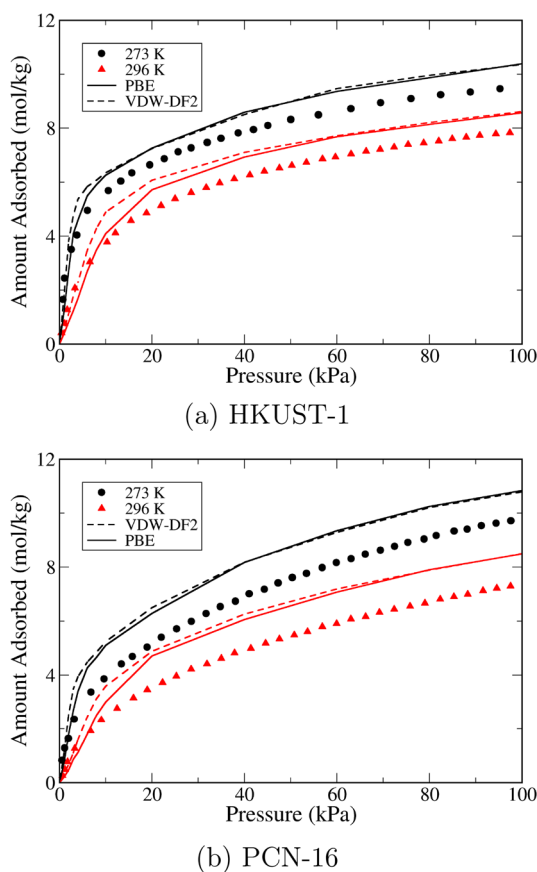 12
8
4
0
Amount Adsorbed (mol/kg)
273 K
296 K
PBE
VDW-DF2
0 20 40 60 80 100
Pressure (kPa)
(a) HKUST-1
12
8
4
0
Amount Adsorbed (mol/kg)
273 K
296 K
VDW-DF2
PBE
0 20 40 60 80 100
Pressure (kPa)
(b) PCN-16